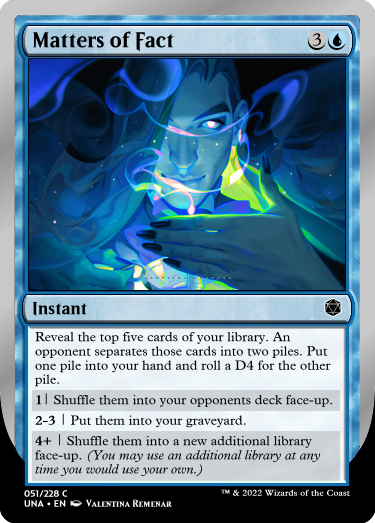 Matters of Fact 3
Instant
Reveal the top five cards of your library. An
opponent separates those cards into two piles. Put
one pile into your hand and roll a D4 for the other
pile.
1 | Shuffle them into your opponents deck face-up.
2-3 | Put them into your graveyard.
4+ | Shuffle them into a new additional library
face-up. (You may use an additional library at any
time you would use your own.)
051/228 C
™ & 2022 Wizards of the Coast
UNA • EN Valentina Remenar